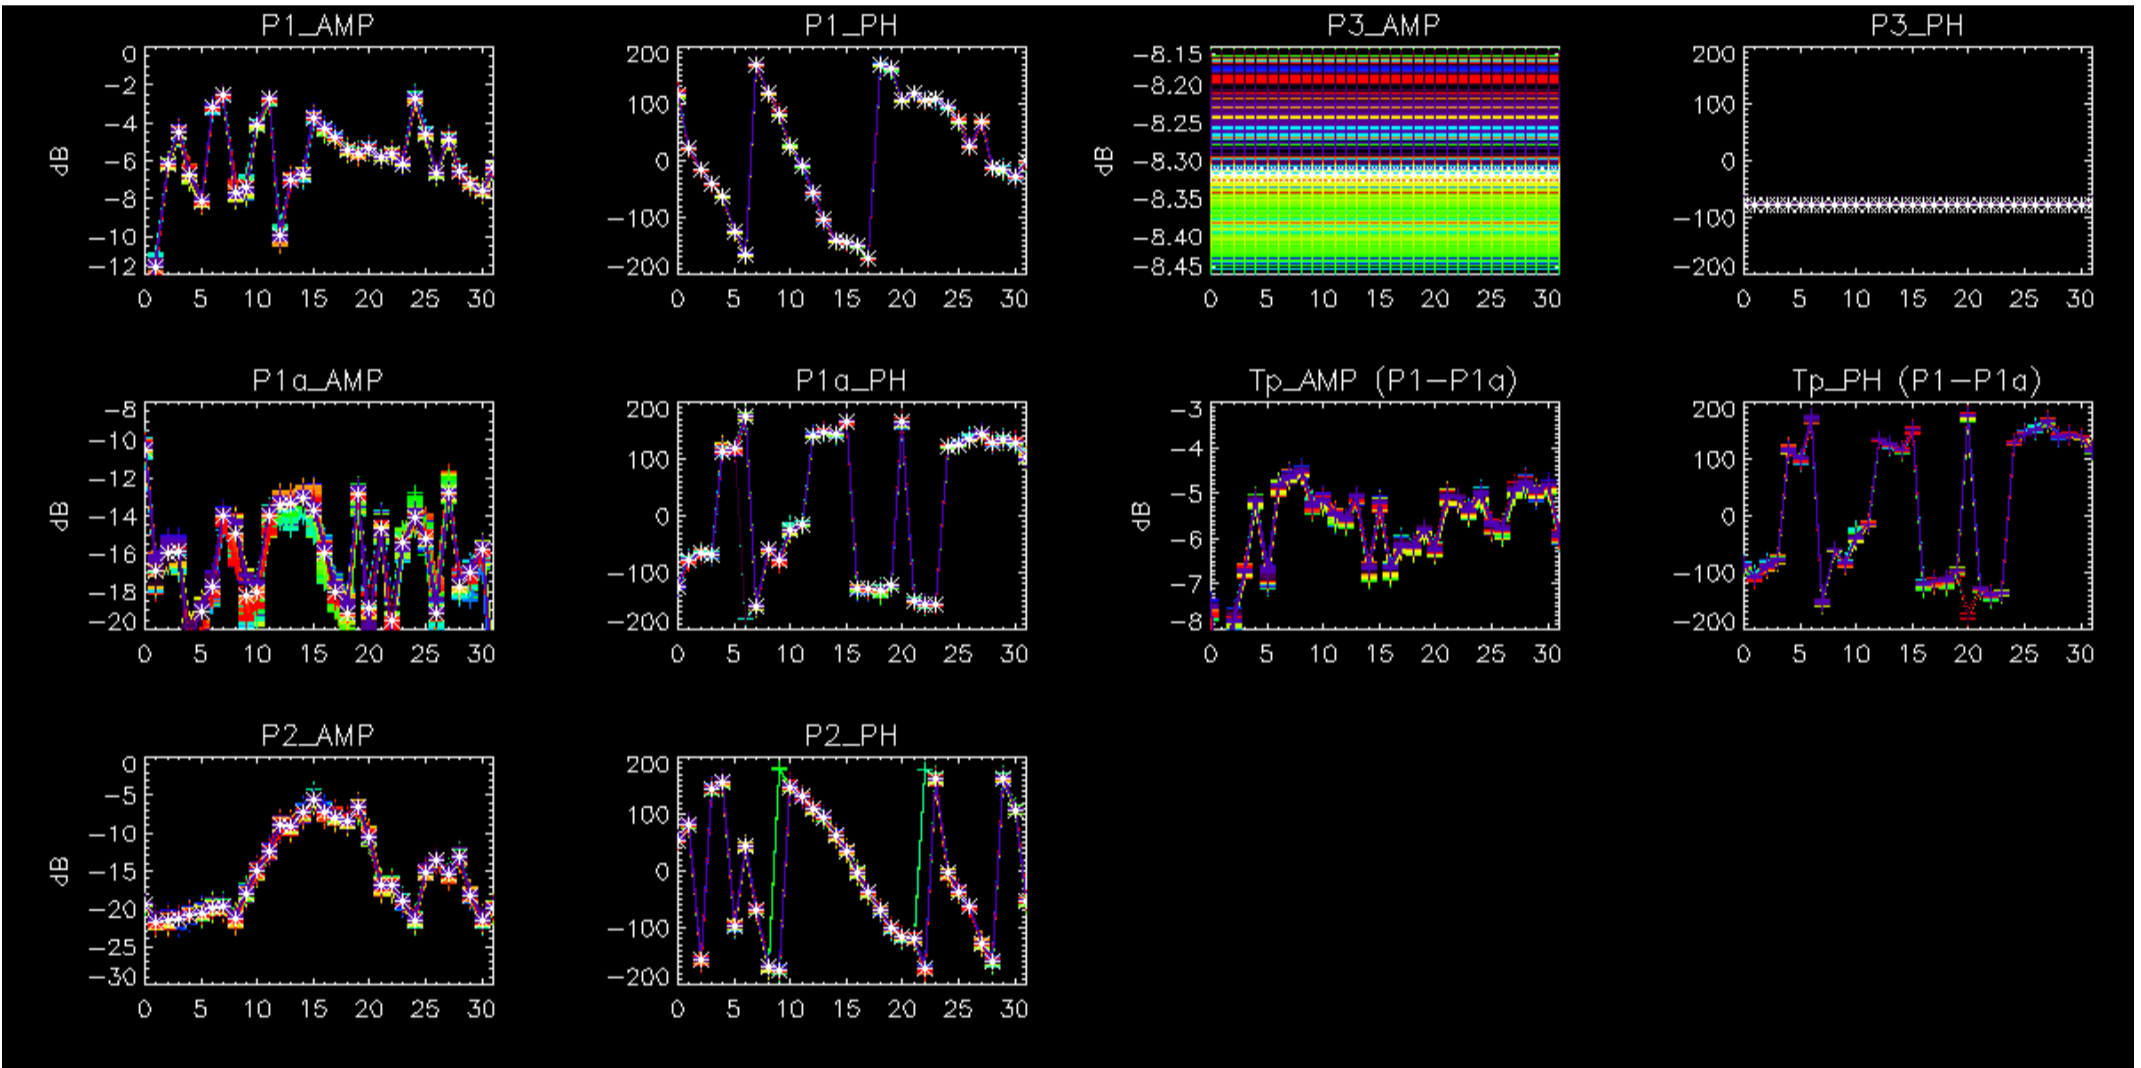 P1_AMP
dB
0
−2
−4
−6
−8
−10
−12
0 5 10 15 20 25 30
P1_PH
200
100
0
−100
−200
0 5 10 15 20 25 30
P3_AMP
dB
−8.15
−8.20
−8.25
−8.30
−8.35
−8.40
−8.45
0 5 10 15 20 25 30
P3_PH
200
100
0
−100
−200
0 5 10 15 20 25 30
P1a_AMP
dB
−8
−10
−12
−14
−16
−18
−20
0 5 10 15 20 25 30
P1a_PH
200
100
0
−100
−200
0 5 10 15 20 25 30
Tp_AMP (P1−P1a)
dB
−3
−4
−5
−6
−7
−8
0 5 10 15 20 25 30
Tp_PH (P1−P1a)
200
100
0
−100
−200
0 5 10 15 20 25 30
P2_AMP
dB
0
−5
−10
−15
−20
−25
−30
0 5 10 15 20 25 30
P2_PH
200
100
0
−100
−200
0 5 10 15 20 25 30